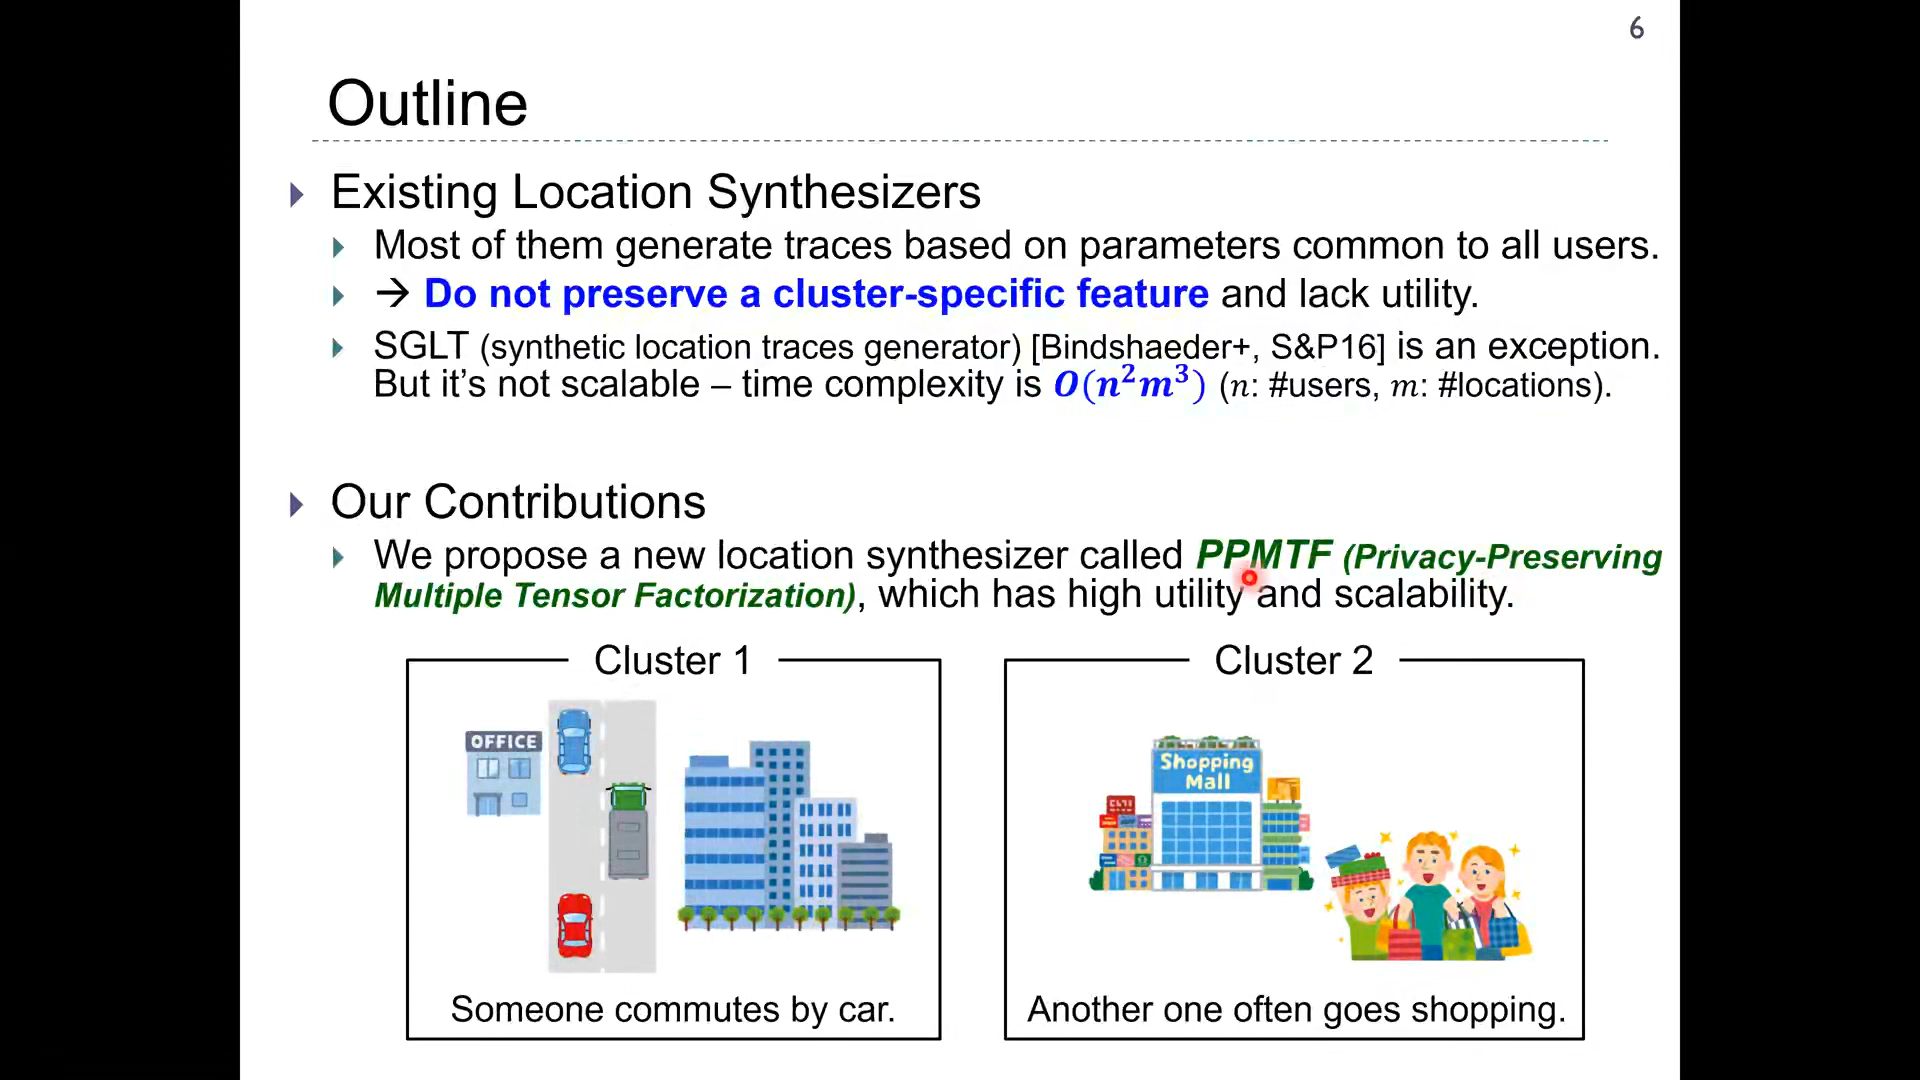 6
Outline
Existing Location Synthesizers
Most of them generate traces based on parameters common to all users.
→ Do not preserve a cluster-specific feature and lack utility.
SGLT (synthetic location traces generator) [Bindshaeder+, S&P16] is an exception.
But it's not scalable – time complexity is O(n²m³) (n: #users, m: #locations).
Our Contributions
We propose a new location synthesizer called PPMTF (Privacy-Preserving
Multiple Tensor Factorization), which has high utility and scalability.
Cluster 1
OFFICE
Someone commutes by car.
Cluster 2
Shopping
Mall
Another one often goes shopping.